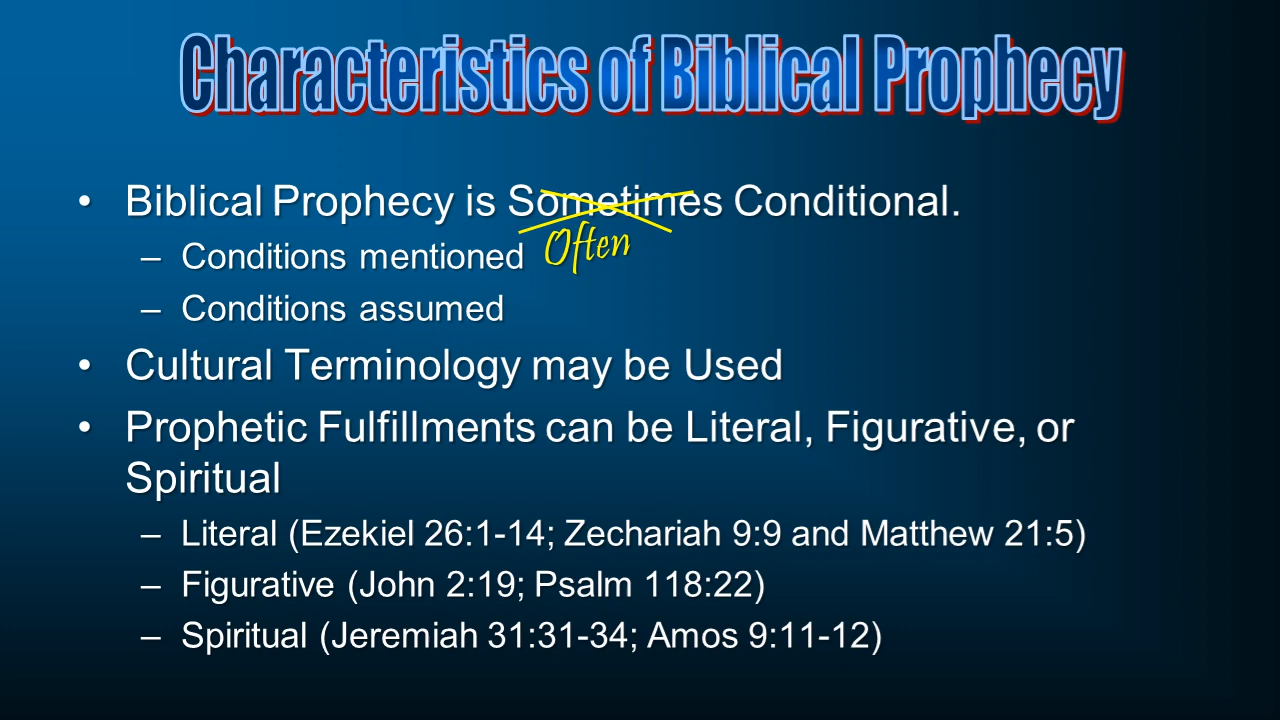 Characteristics of Biblical Prophecy
• Biblical Prophecy is Sometimes Conditional.
Often
– Conditions mentioned
– Conditions assumed
• Cultural Terminology may be Used
• Prophetic Fulfillments can be Literal, Figurative, or
Spiritual
– Literal (Ezekiel 26:1-14; Zechariah 9:9 and Matthew 21:5)
– Figurative (John 2:19; Psalm 118:22)
– Spiritual (Jeremiah 31:31-34; Amos 9:11-12)